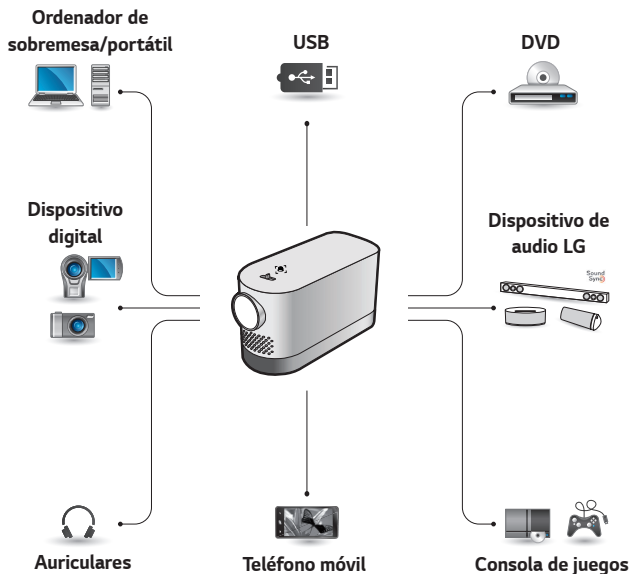 Ordenador de
sobremesa/portátil
USB
DVD
Dispositivo
digital
Dispositivo de
audio LG
Sound
Sync
Auriculares
Teléfono móvil
Consola de juegos